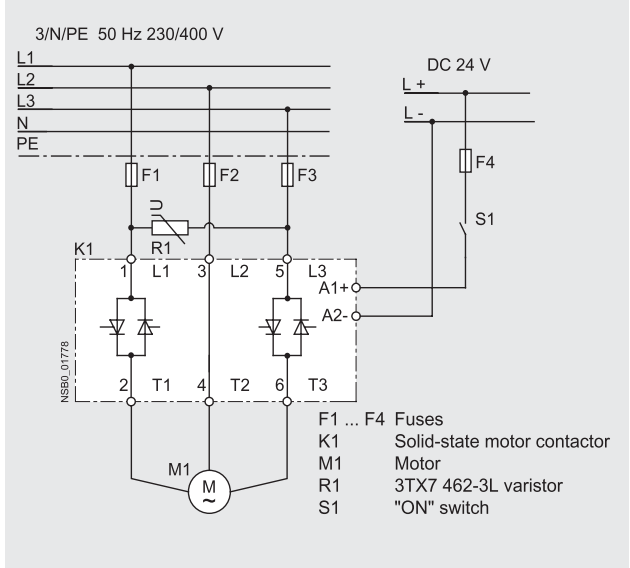 3/N/PE 50 Hz 230/400 V
L1
L2
L3
N
PE
DC 24 V
L +
L -
F1
F2
F3
F4
S1
U
R1
K1
1 L1 3 L2 5 L3
A1+
A2-
NSB0_01778
2 T1 4 T2 6 T3
M1
M
~
F1 ... F4 Fuses
K1 Solid-state motor contactor
M1 Motor
R1 3TX7 462-3L varistor
S1 "ON" switch